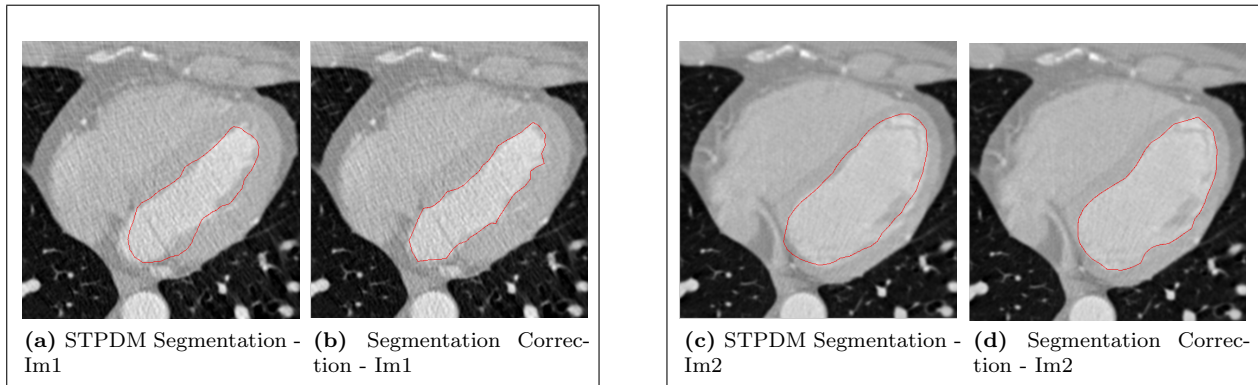 (a) STPDM Segmentation -
Im1
(b) Segmentation Correc-
tion - Im1
(c) STPDM Segmentation -
Im2
(d) Segmentation Correc-
tion - Im2